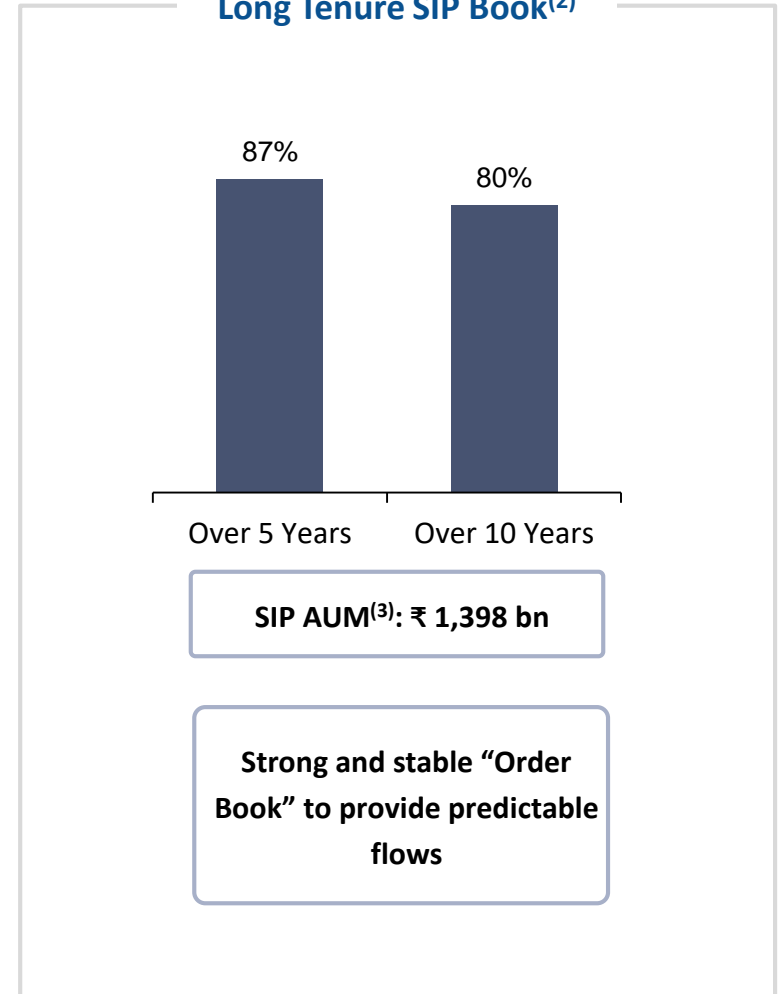 Long Tenure SIP Book(2)
87%
80%
Over 5 Years
Over 10 Years
SIP AUM(3): ₹ 1,398 bn
Strong and stable “Order
Book” to provide predictable
flows